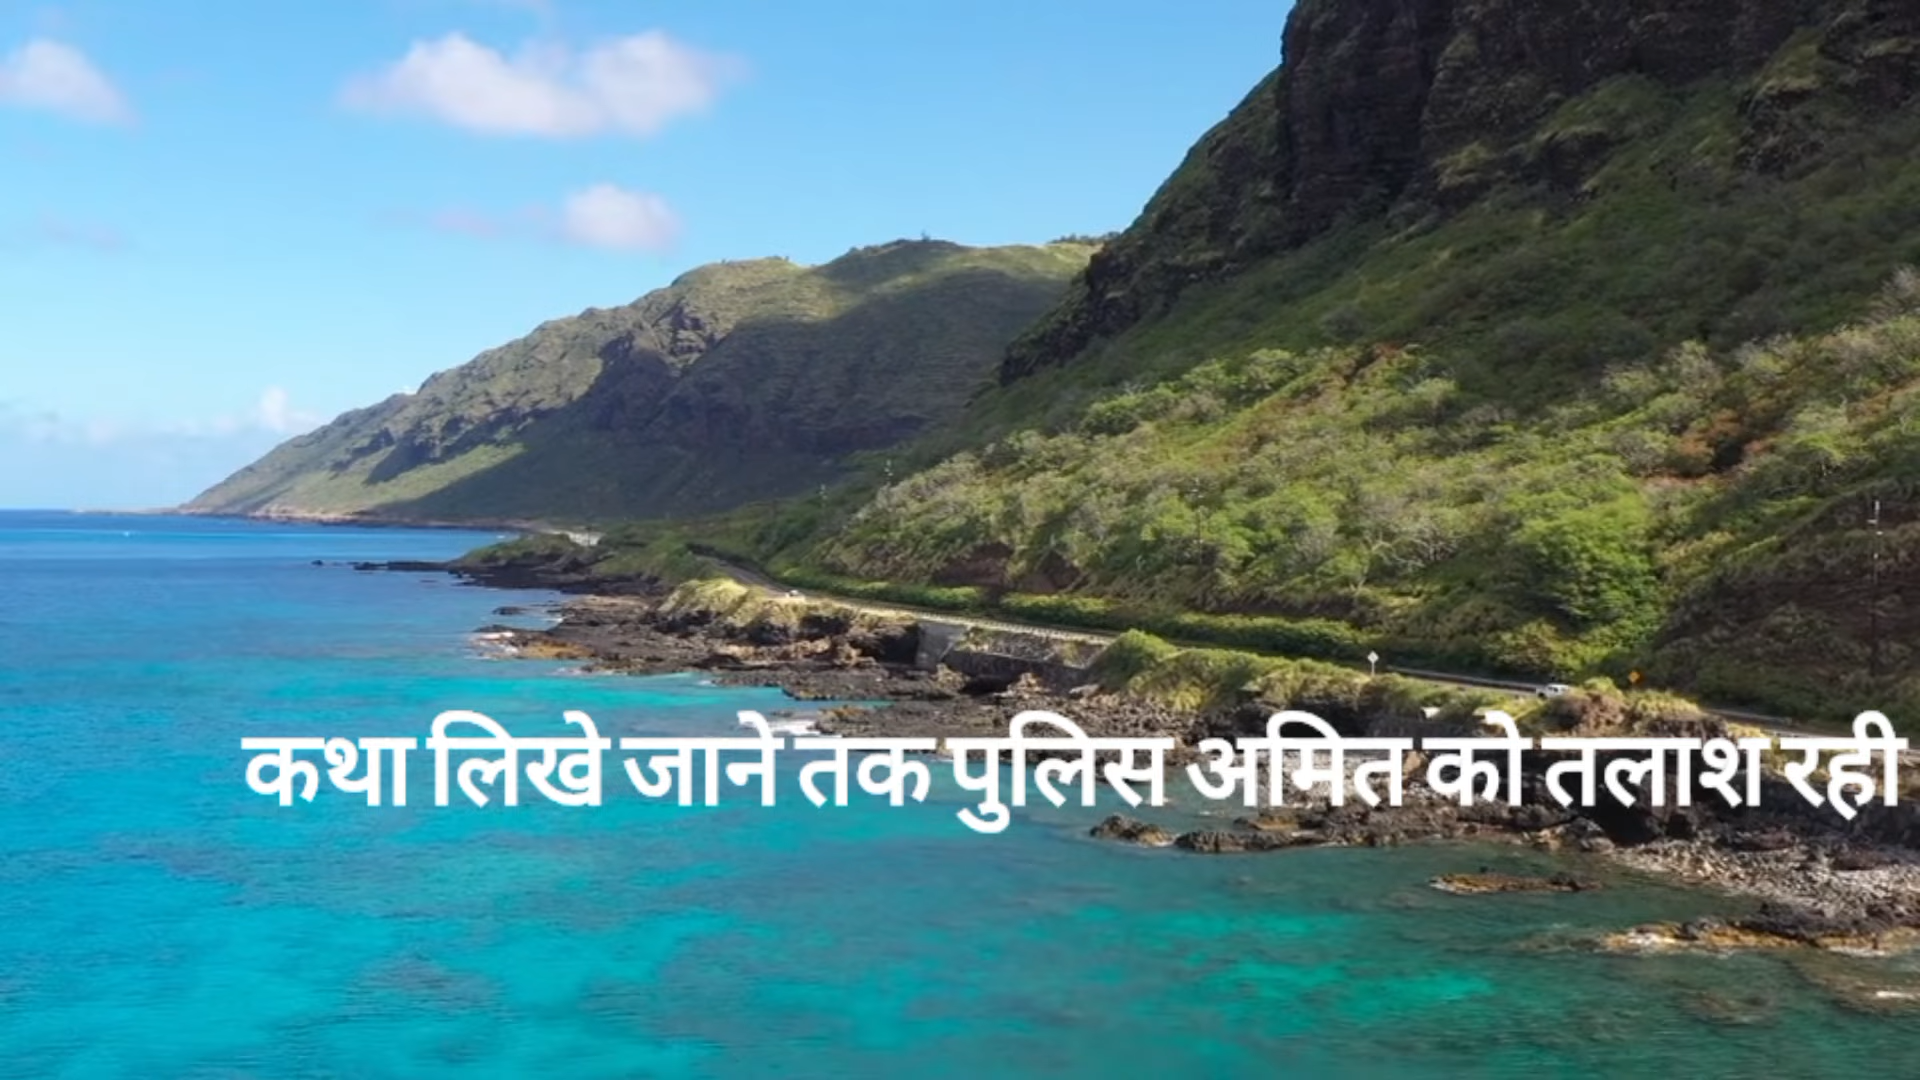 कथा लिखे जाने तक पुलिस अमित को तलाश रही